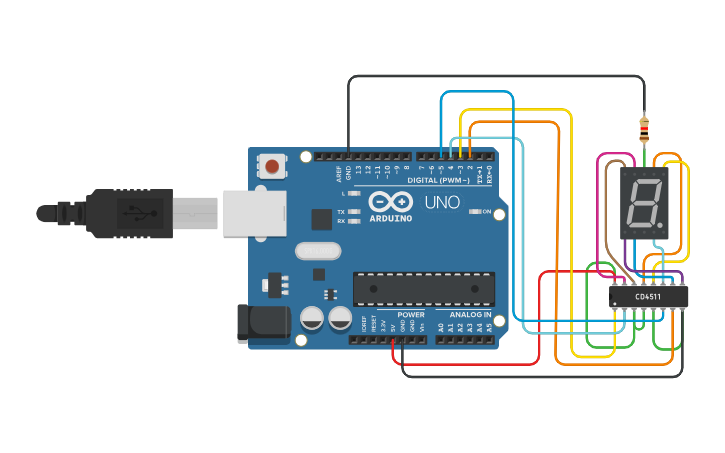 AREF
GND
13
12
~11
~10
~9
8
7
~6
~5
4
~3
2
TX→1
RX←0
DIGITAL (PWM~)
L
TX
RX
ARDUINO
UNO
ON
CD4511
POWER
ANALOG IN
IOREF
RESET
3.3V
5V
GND
GND
Vin
A0
A1
A2
A3
A4
A5